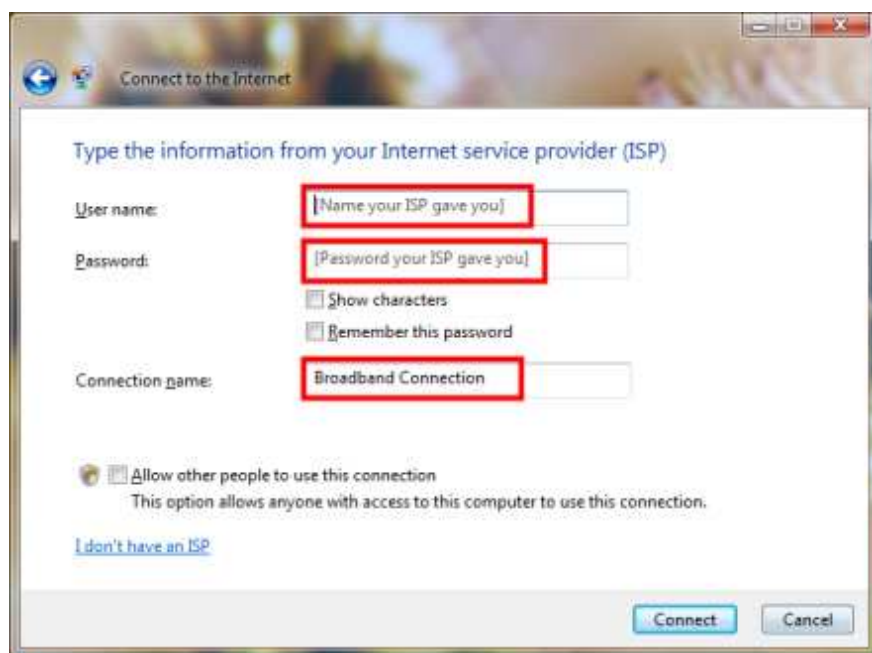 Connect to the Internet
Type the information from your Internet service provider (ISP)
User name: [Name your ISP gave you]
Password: [Password your ISP gave you]
Show characters
Remember this password
Connection name: Broadband Connection
Allow other people to use this connection
This option allows anyone with access to this computer to use this connection.
I don't have an ISP
Connect Cancel